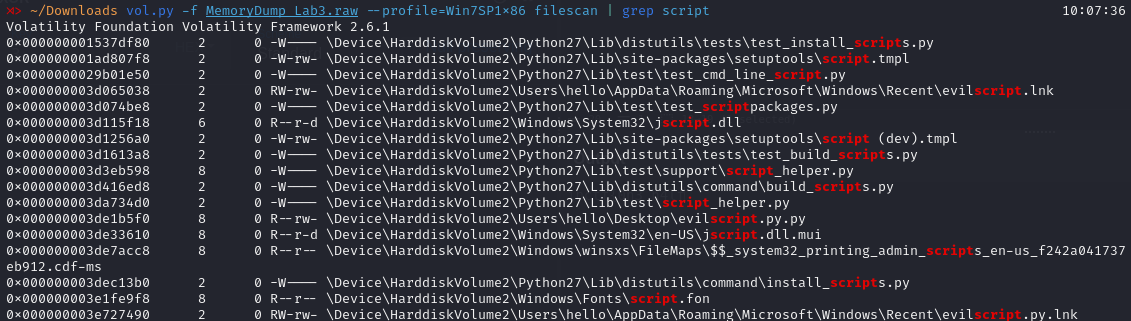 >> ~/Downloads vol.py -f MemoryDump_Lab3.raw --profile=Win7SP1×86 filescan | grep script 10:07:36
Volatility Foundation Volatility Framework 2.6.1
0×000000001537df80 2 0 -W---- \Device\HarddiskVolume2\Python27\Lib\distutils\tests\test_install_scripts.py
0×000000001ad807f8 2 0 -W-rw- \Device\HarddiskVolume2\Python27\Lib\site-packages\setuptools\script.tmpl
0×0000000029b01e50 2 0 -W---- \Device\HarddiskVolume2\Python27\Lib\test\test_cmd_line_script.py
0×000000003d065038 2 0 RW-rw- \Device\HarddiskVolume2\Users\hello\AppData\Roaming\Microsoft\Windows\Recent\evilscript.lnk
0×000000003d074be8 2 0 -W---- \Device\HarddiskVolume2\Python27\Lib\test\test_scriptpackages.py
0×000000003d115f18 6 0 R--r-d \Device\HarddiskVolume2\Windows\System32\jscript.dll
0×000000003d1256a0 2 0 -W-rw- \Device\HarddiskVolume2\Python27\Lib\site-packages\setuptools\script (dev).tmpl
0×000000003d1613a8 2 0 -W---- \Device\HarddiskVolume2\Python27\Lib\distutils\tests\test_build_scripts.py
0×000000003d3eb598 8 0 -W---- \Device\HarddiskVolume2\Python27\Lib\test\support\script_helper.py
0×000000003d416ed8 2 0 -W---- \Device\HarddiskVolume2\Python27\Lib\distutils\command\build_scripts.py
0×000000003da734d0 2 0 -W---- \Device\HarddiskVolume2\Python27\Lib\test\script_helper.py
0×000000003de1b5f0 8 0 R--rw- \Device\HarddiskVolume2\Users\hello\Desktop\evilscript.py.py
0×000000003de33610 8 0 R--r-d \Device\HarddiskVolume2\Windows\System32\en-US\jscript.dll.mui
0×000000003de7acc8 8 0 R--r-- \Device\HarddiskVolume2\Windows\winsxs\FileMaps\$$_system32_printing_admin_scripts_en-us_f242a041737
eb912.cdf-ms
0×000000003dec13b0 2 0 -W---- \Device\HarddiskVolume2\Python27\Lib\distutils\command\install_scripts.py
0×000000003e1fe9f8 8 0 R--r-- \Device\HarddiskVolume2\Windows\Fonts\script.fon
0×000000003e727490 2 0 RW-rw- \Device\HarddiskVolume2\Users\hello\AppData\Roaming\Microsoft\Windows\Recent\evilscript.py.lnk